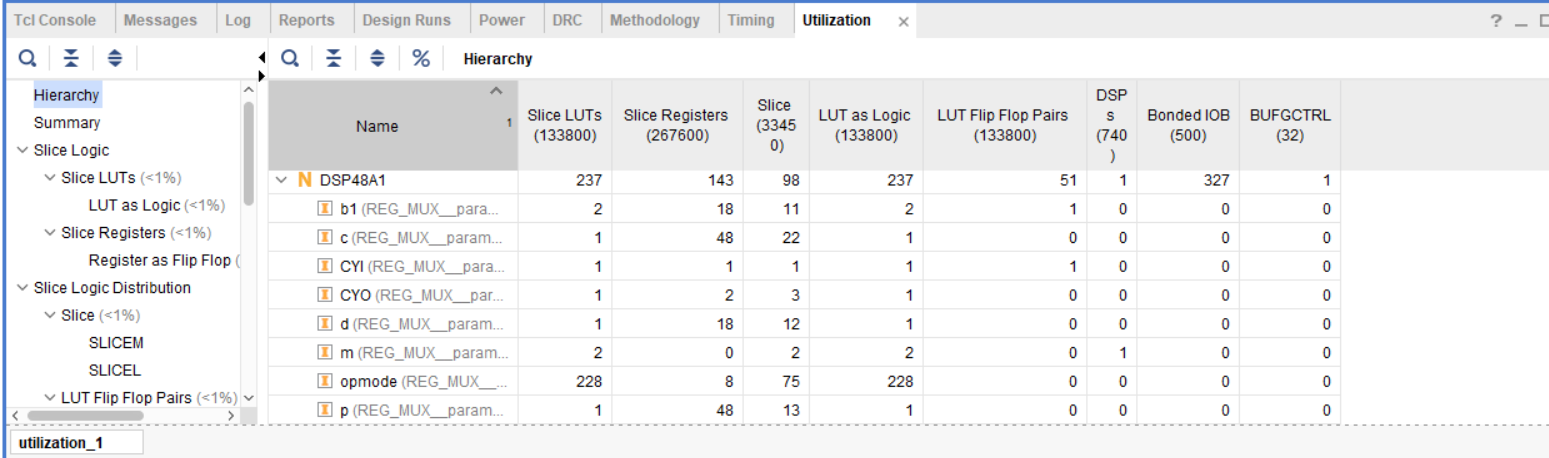 Tcl Console Messages Log Reports Design Runs Power DRC Methodology Timing Utilization × ? _
% Hierarchy
Hierarchy
Summary
Slice Logic
Slice LUTs (<1%)
LUT as Logic (<1%)
Slice Registers (<1%)
Register as Flip Flop (
Slice Logic Distribution
Slice (<1%)
SLICEM
SLICEL
LUT Flip Flop Pairs (<1%)
Name 1 Slice LUTs (133800) Slice Registers (267600) Slice (33450) LUT as Logic (133800) LUT Flip Flop Pairs (133800) DSPs (740) Bonded IOB (500) BUFGCTRL (32)
N DSP48A1 237 143 98 237 51 1 327 1
I b1 (REG_MUX__para... 2 18 11 2 1 0 0 0
I c (REG_MUX__param... 1 48 22 1 0 0 0 0
I CYI (REG_MUX__para... 1 1 1 1 1 0 0 0
I CYO (REG_MUX__par... 1 2 3 1 0 0 0 0
I d (REG_MUX__param... 1 18 12 1 0 0 0 0
I m (REG_MUX__param... 2 0 2 2 0 1 0 0
I opmode (REG_MUX__... 228 8 75 228 0 0 0 0
I p (REG_MUX__param... 1 48 13 1 0 0 0 0
utilization_1